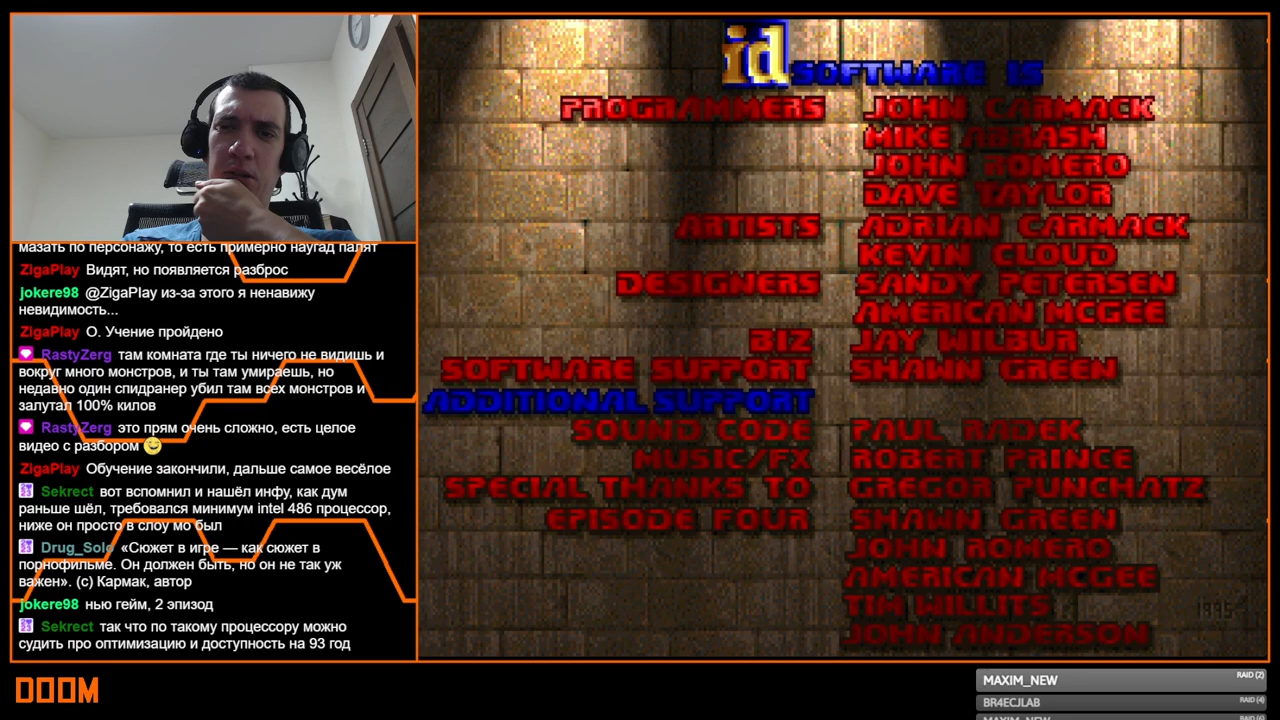 мазать по персонажу, то есть примерно наугад палят
ZigaPlay Видят, но появляется разброс
jokere98 @ZigaPlay из-за этого я ненавижу
невидимость...
ZigaPlay О. Учение пройдено
RastyZerg там комната где ты ничего не видишь и
вокруг много монстров, и ты там умираешь, но
недавно один спидранер убил там всех монстров и
залутал 100% килов
RastyZerg это прям очень сложно, есть целое
видео с разбором 😅
ZigaPlay Обучение закончили, дальше самое весёлое
Sekrect вот вспомнил и нашёл инфу, как дум
раньше шёл, требовался минимум intel 486 процессор,
ниже он просто в слоу мо был
Drug_Solo «Сюжет в игре — как сюжет в
порнофильме. Он должен быть, но он не так уж
важен». (с) Кармак, автор
jokere98 нью гейм, 2 эпизод
Sekrect так что по такому процессору можно
судить про оптимизацию и доступность на 93 год
id SOFTWARE IS
PROGRAMMERS JOHN CARMACK
MIKE ABRASH
JOHN ROMERO
DAVE TAYLOR
ARTISTS ADRIAN CARMACK
KEVIN CLOUD
DESIGNERS SANDY PETERSEN
AMERICAN MCGEE
BIZ JAY WILBUR
SOFTWARE SUPPORT SHAWN GREEN
ADDITIONAL SUPPORT
SOUND CODE PAUL RADEK
MUSIC/FX ROBERT PRINCE
SPECIAL THANKS TO GREGOR PUNCHATZ
EPISODE FOUR SHAWN GREEN
JOHN ROMERO
AMERICAN MCGEE
TIM WILLITS
1995
JOHN ANDERSON
DOOM
MAXIM_NEW RAID (2)
BR4ECJLAB RAID (4)